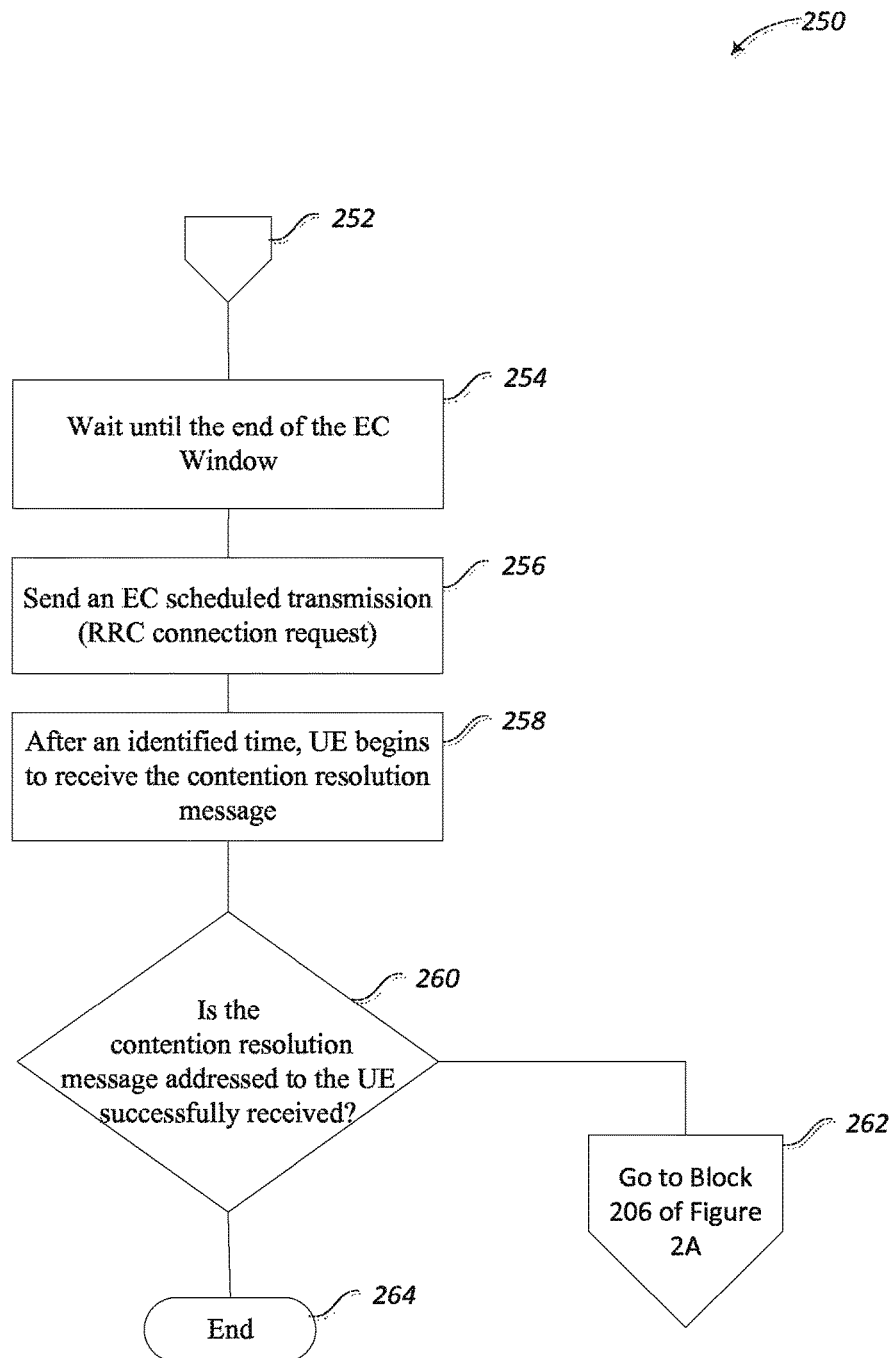 250
252
254
Wait until the end of the EC
Window
256
Send an EC scheduled transmission
(RRC connection request)
258
After an identified time, UE begins
to receive the contention resolution
message
260
Is the
contention resolution
message addressed to the UE
successfully received?
262
Go to Block
206 of Figure
2A
264
End